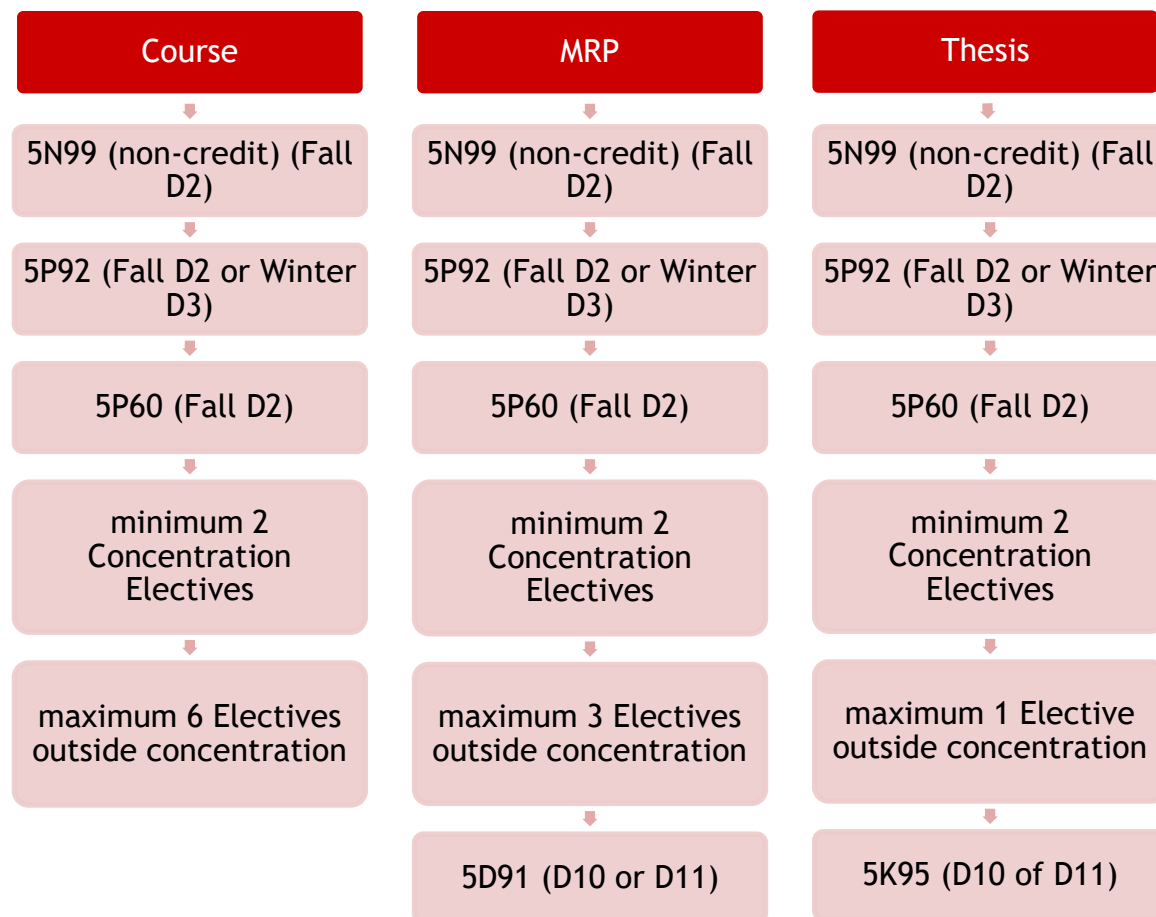 Course
5N99 (non-credit) (Fall
D2)
5P92 (Fall D2 or Winter
D3)
5P60 (Fall D2)
minimum 2
Concentration
Electives
maximum 6 Electives
outside concentration
MRP
5N99 (non-credit) (Fall
D2)
5P92 (Fall D2 or Winter
D3)
5P60 (Fall D2)
minimum 2
Concentration
Electives
maximum 3 Electives
outside concentration
5D91 (D10 or D11)
Thesis
5N99 (non-credit) (Fall
D2)
5P92 (Fall D2 or Winter
D3)
5P60 (Fall D2)
minimum 2
Concentration
Electives
maximum 1 Elective
outside concentration
5K95 (D10 of D11)